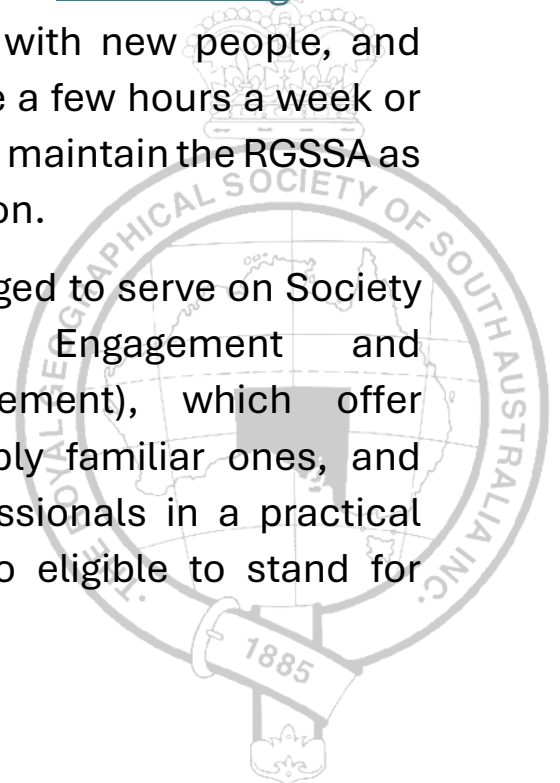 with new people, and
a few hours a week or
maintain the RGSSA as
on.
ged to serve on Society
Engagement and
ement), which offer
bly familiar ones, and
ssionals in a practical
o eligible to stand for
· THE ROYAL GEOGRAPHICAL SOCIETY OF SOUTH AUSTRALIA INC. ·
1885